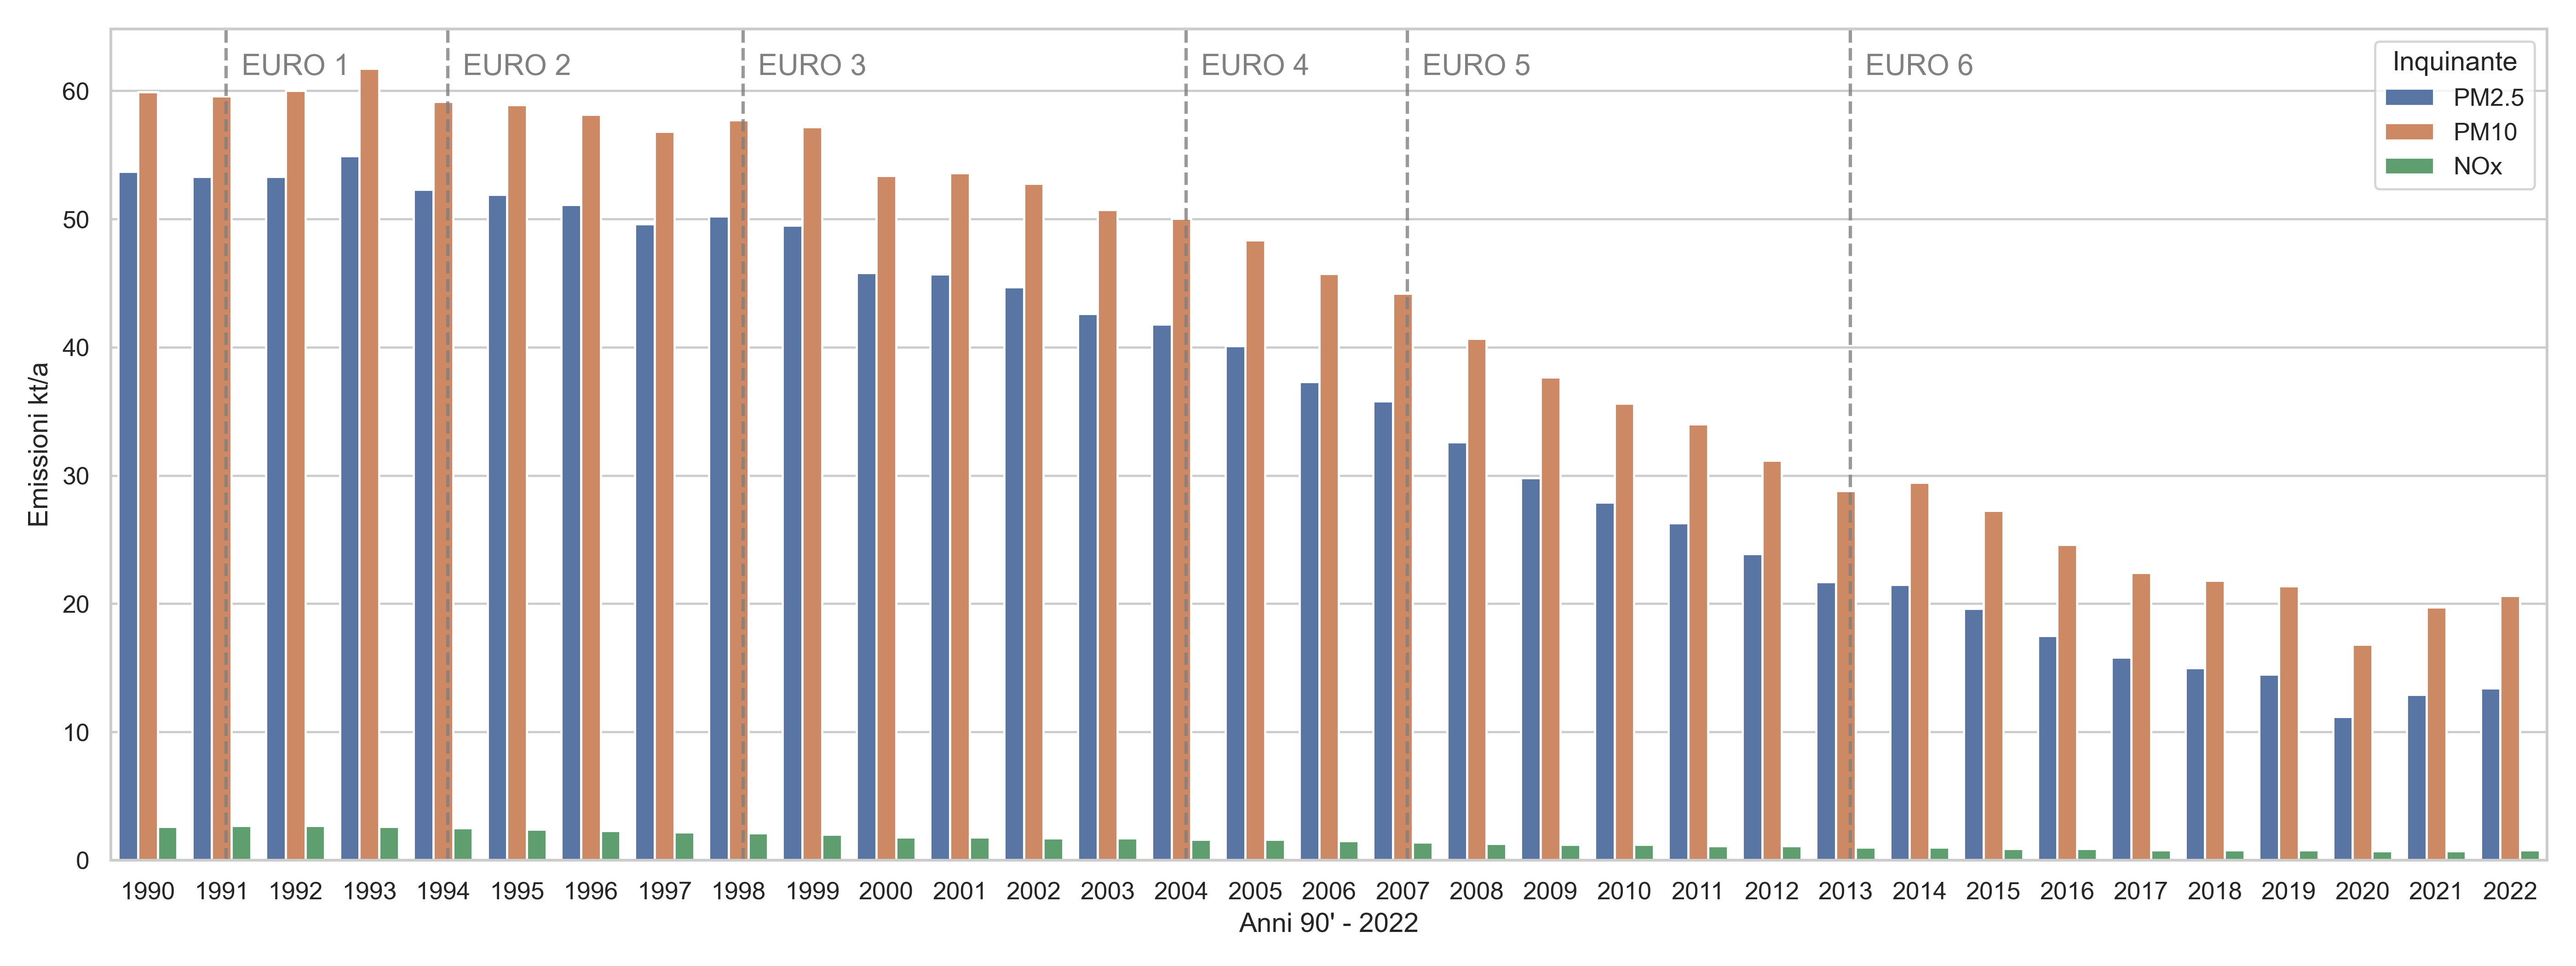 EURO 1
EURO 2
EURO 3
EURO 4
EURO 5
EURO 6
Inquinante
PM2.5
PM10
NOx
60
50
40
30
20
10
0
Emissioni kt/a
1990 1991 1992 1993 1994 1995 1996 1997 1998 1999 2000 2001 2002 2003 2004 2005 2006 2007 2008 2009 2010 2011 2012 2013 2014 2015 2016 2017 2018 2019 2020 2021 2022
Anni 90' - 2022